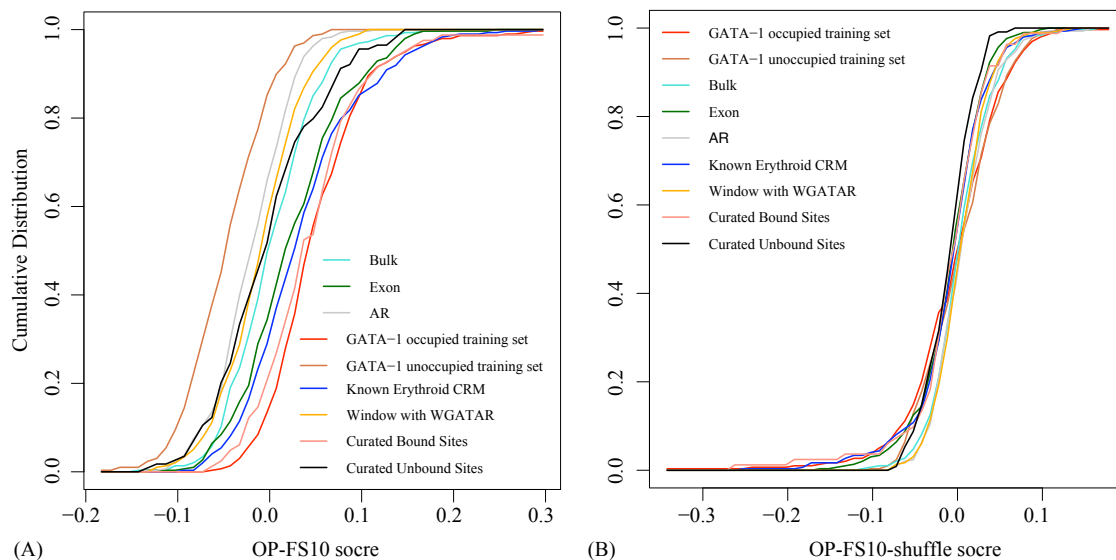 Cumulative Distribution
1.0
0.8
0.6
0.4
0.2
0.0
Bulk
Exon
AR
GATA−1 occupied training set
GATA−1 unoccupied training set
Known Erythroid CRM
Window with WGATAR
Curated Bound Sites
Curated Unbound Sites
−0.2 −0.1 0.0 0.1 0.2 0.3
(A) OP-FS10 socre
1.0
0.8
0.6
0.4
0.2
0.0
GATA−1 occupied training set
GATA−1 unoccupied training set
Bulk
Exon
AR
Known Erythroid CRM
Window with WGATAR
Curated Bound Sites
Curated Unbound Sites
−0.3 −0.2 −0.1 0.0 0.1
(B) OP-FS10-shuffle socre